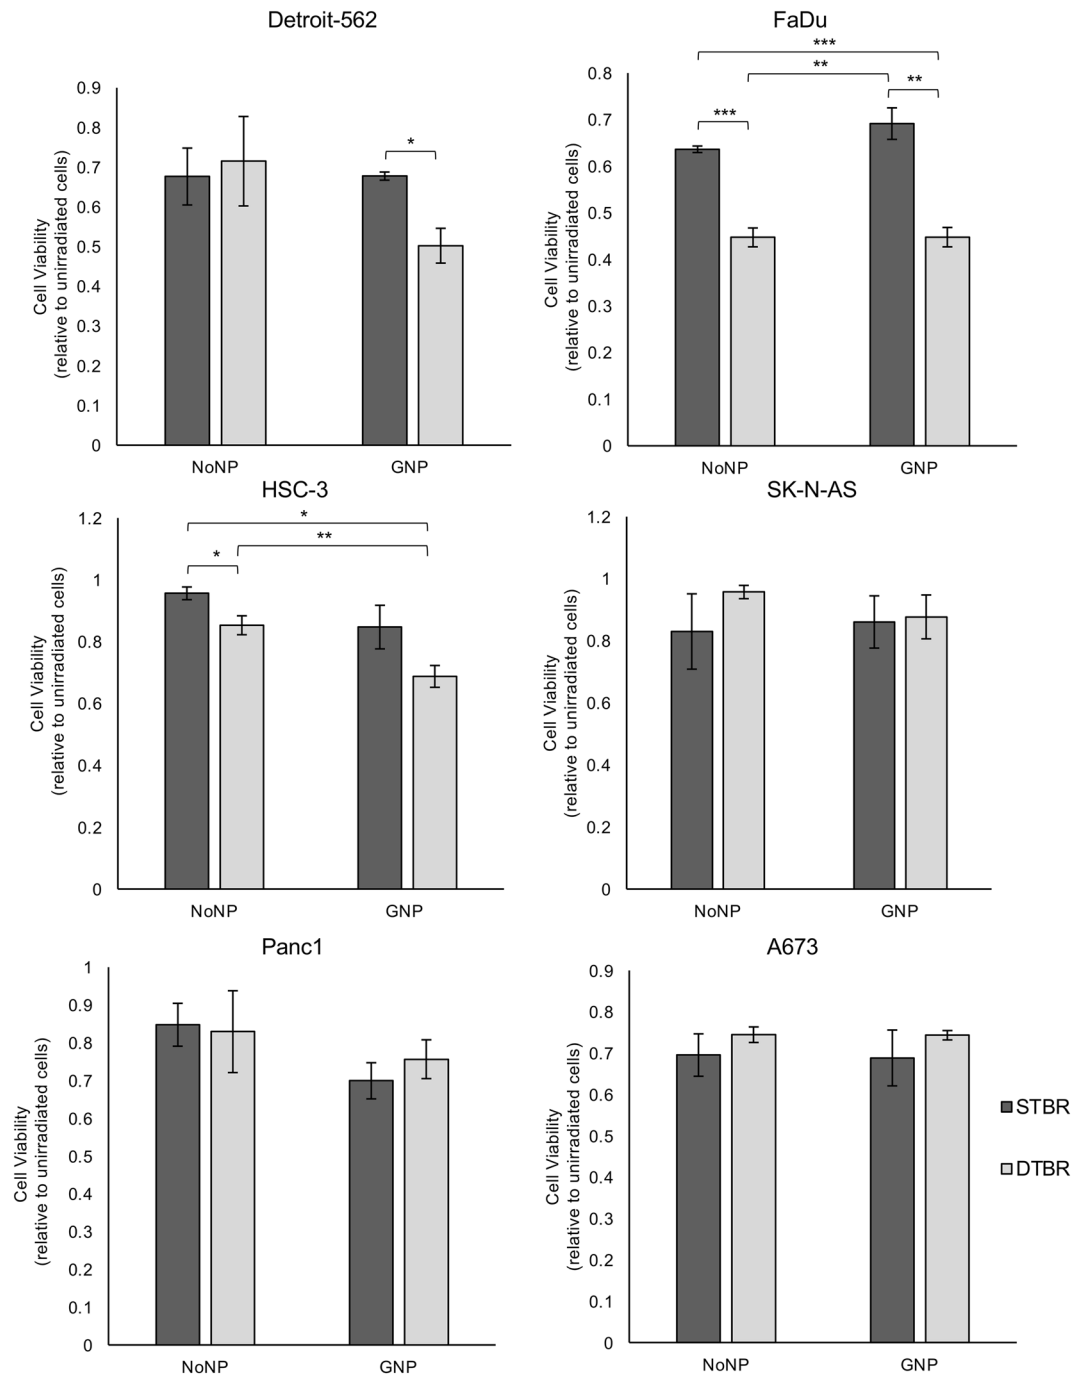 Detroit-562
Cell Viability
(relative to unirradiated cells)
0.9
0.8
0.7
0.6
0.5
0.4
0.3
0.2
0.1
0
*
NoNP
GNP
FaDu
Cell Viability
(relative to unirradiated cells)
0.8
0.7
0.6
0.5
0.4
0.3
0.2
0.1
0
***
**
**
***
NoNP
GNP
HSC-3
Cell Viability
(relative to unirradiated cells)
1.2
1
0.8
0.6
0.4
0.2
0
*
**
*
NoNP
GNP
SK-N-AS
Cell Viability
(relative to unirradiated cells)
1.2
1
0.8
0.6
0.4
0.2
0
NoNP
GNP
Panc1
Cell Viability
(relative to unirradiated cells)
1
0.9
0.8
0.7
0.6
0.5
0.4
0.3
0.2
0.1
0
NoNP
GNP
A673
Cell Viability
(relative to unirradiated cells)
0.9
0.8
0.7
0.6
0.5
0.4
0.3
0.2
0.1
0
NoNP
GNP
STBR
DTBR